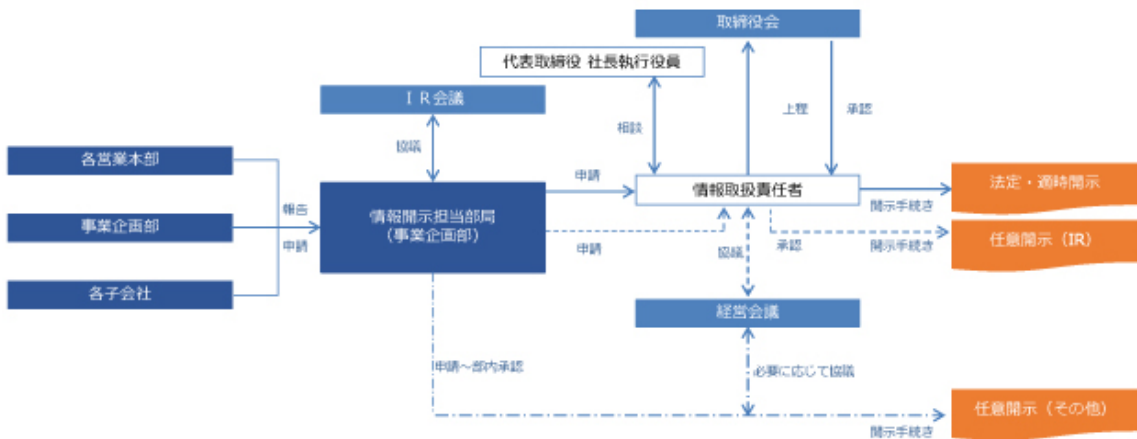 取締役会
代表取締役 社長執行役員
ＩＲ会議
上程
承認
相談
協議
各営業本部
申請
法定・適時開示
情報取扱責任者
開示手続き
報告
情報開示担当部局
（事業企画部）
事業企画部
申請
申請
協議
承認
開示手続き
任意開示（IR）
各子会社
経営会議
申請～部内承認
必要に応じて協議
任意開示（その他）
開示手続き